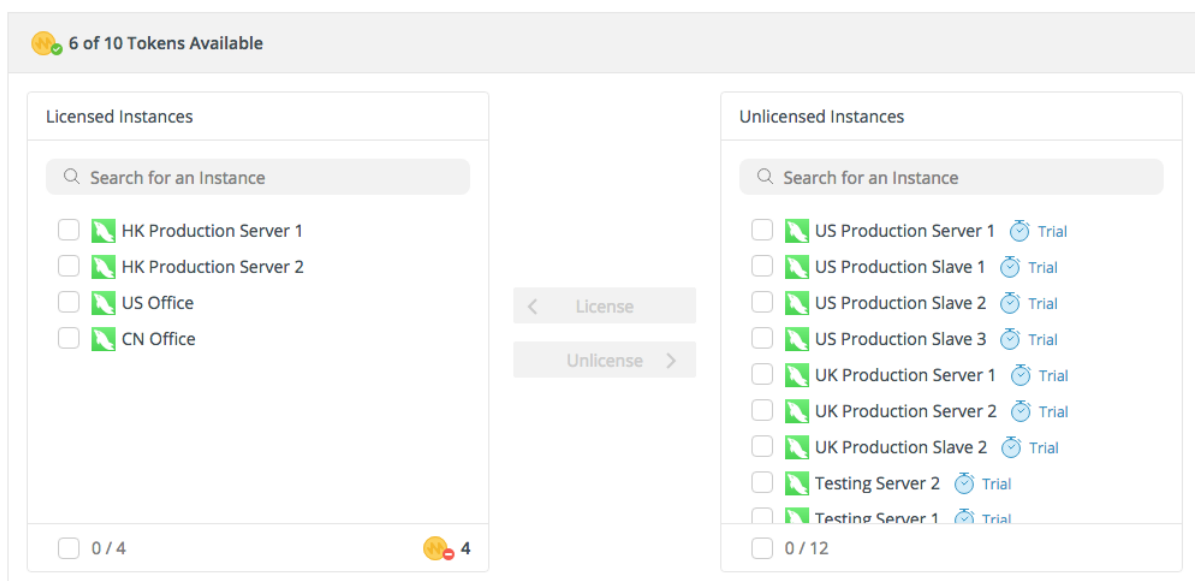 6 of 10 Tokens Available
Licensed Instances
Search for an Instance
HK Production Server 1
HK Production Server 2
US Office
CN Office
0 / 4
4
License
Unlicense
Unlicensed Instances
Search for an Instance
US Production Server 1 Trial
US Production Slave 1 Trial
US Production Slave 2 Trial
US Production Slave 3 Trial
UK Production Server 1 Trial
UK Production Server 2 Trial
UK Production Slave 2 Trial
Testing Server 2 Trial
Testing Server 1 Trial
0 / 12